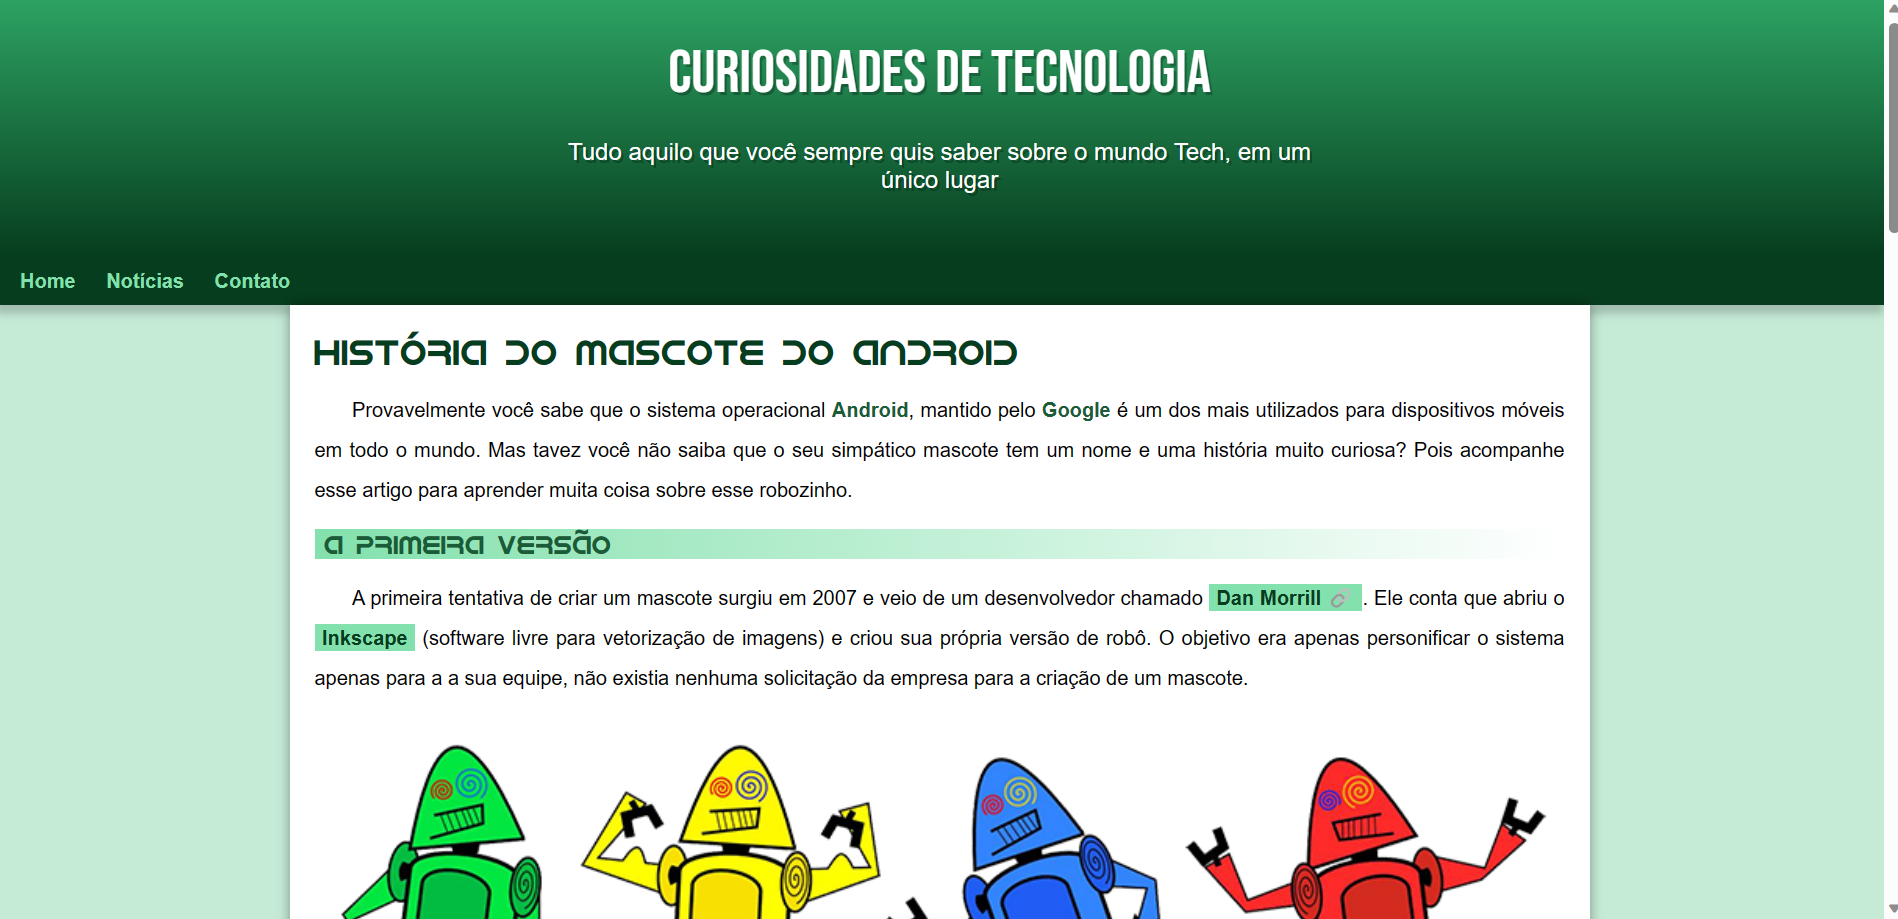 CURIOSIDADES DE TECNOLOGIA
Tudo aquilo que você sempre quis saber sobre o mundo Tech, em um
único lugar
Home Notícias Contato
HISTÓRIA DO MASCOTE DO ANDROID
Provavelmente você sabe que o sistema operacional Android, mantido pelo Google é um dos mais utilizados para dispositivos móveis
em todo o mundo. Mas tavez você não saiba que o seu simpático mascote tem um nome e uma história muito curiosa? Pois acompanhe
esse artigo para aprender muita coisa sobre esse robozinho.
A PRIMEIRA VERSÃO
A primeira tentativa de criar um mascote surgiu em 2007 e veio de um desenvolvedor chamado Dan Morrill. Ele conta que abriu o
Inkscape (software livre para vetorização de imagens) e criou sua própria versão de robô. O objetivo era apenas personificar o sistema
apenas para a a sua equipe, não existia nenhuma solicitação da empresa para a criação de um mascote.